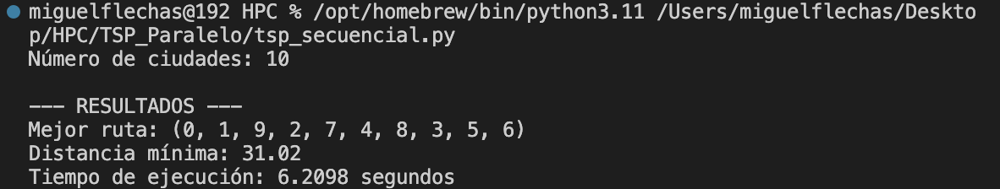 miguelflechas@192 HPC % /opt/homebrew/bin/python3.11 /Users/miguelflechas/Deskto
p/HPC/TSP_Paralelo/tsp_secuencial.py
Número de ciudades: 10
--- RESULTADOS ---
Mejor ruta: (0, 1, 9, 2, 7, 4, 8, 3, 5, 6)
Distancia mínima: 31.02
Tiempo de ejecución: 6.2098 segundos